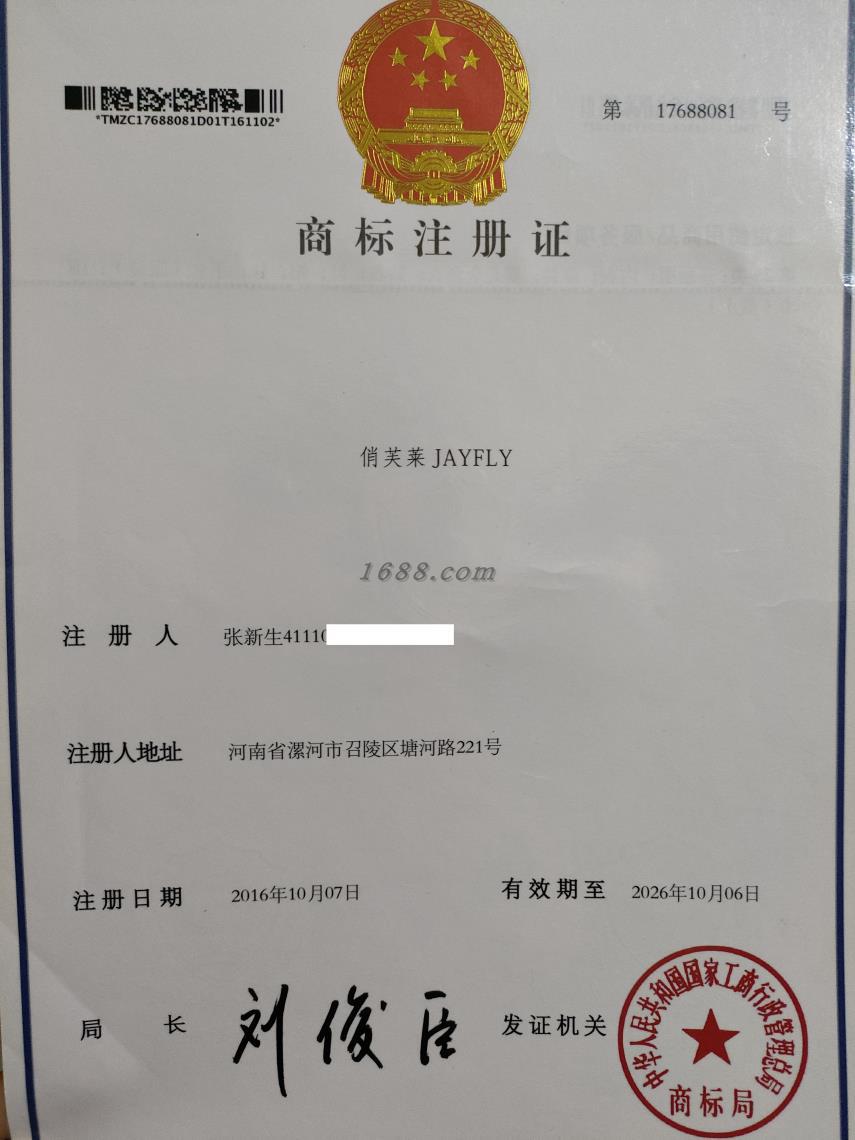 *TMZC17688081D01T161102*
第 17688081 号
商标注册证
俏芙莱 JAYFLY
1688.com
注册人 张新生41110
注册人地址 河南省漯河市召陵区塘河路221号
注册日期 2016年10月07日 有效期至 2026年10月06日
局长 刘俊臣 发证机关
中华人民共和国国家工商行政管理总局
商标局